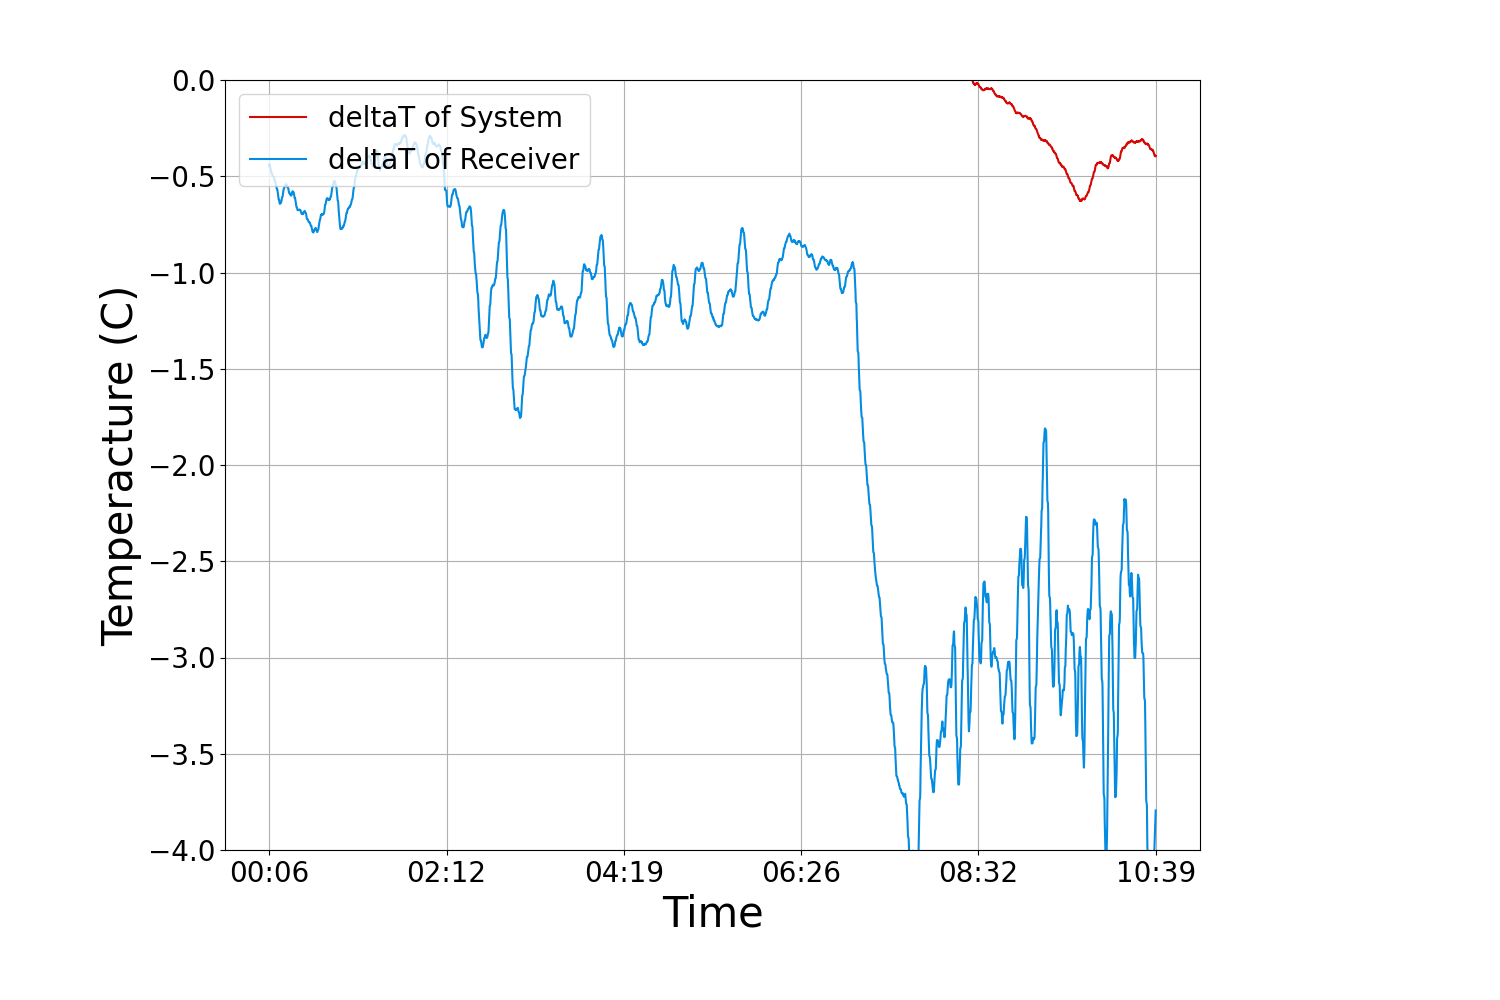 0.0
deltaT of System
deltaT of Receiver
−0.5
−1.0
−1.5
−2.0
−2.5
−3.0
−3.5
−4.0
Temperacture (C)
00:06 02:12 04:19 06:26 08:32 10:39
Time